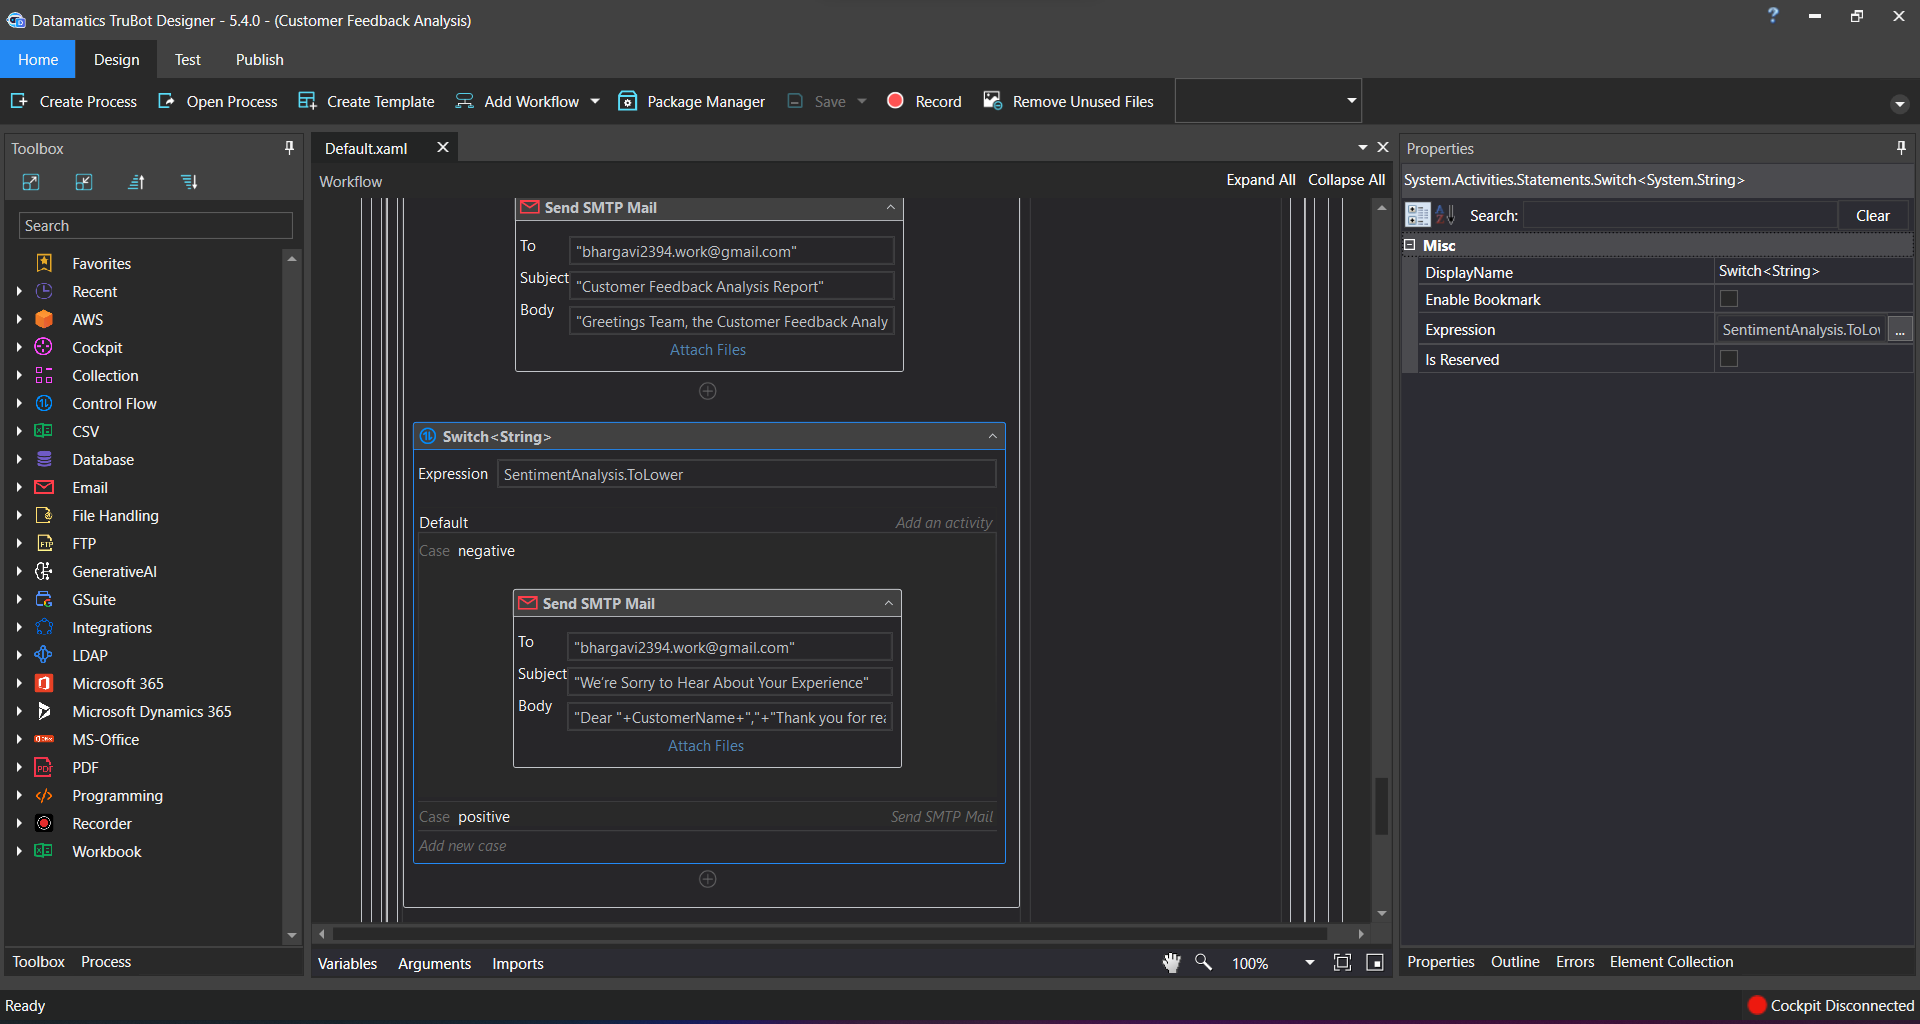 Datamatics TruBot Designer - 5.4.0 - (Customer Feedback Analysis)
?
Home Design Test Publish
Create Process Open Process Create Template Add Workflow Package Manager Save Record Remove Unused Files
Toolbox
Search
Favorites
Recent
AWS
Cockpit
Collection
Control Flow
CSV
Database
Email
File Handling
FTP
GenerativeAI
GSuite
Integrations
LDAP
Microsoft 365
Microsoft Dynamics 365
MS-Office
PDF
Programming
Recorder
Workbook
Toolbox Process
Default.xaml
Workflow Expand All Collapse All
Send SMTP Mail
To "bhargavi2394.work@gmail.com"
Subject "Customer Feedback Analysis Report"
Body "Greetings Team, the Customer Feedback Analy
Attach Files
Switch<String>
Expression SentimentAnalysis.ToLower
Default Add an activity
Case negative
Send SMTP Mail
To "bhargavi2394.work@gmail.com"
Subject "We're Sorry to Hear About Your Experience"
Body "Dear "+CustomerName+","+"Thank you for rea
Attach Files
Case positive Send SMTP Mail
Add new case
Variables Arguments Imports 100%
Properties
System.Activities.Statements.Switch<System.String>
Search: Clear
Misc
DisplayName Switch<String>
Enable Bookmark
Expression SentimentAnalysis.ToLo ...
Is Reserved
Properties Outline Errors Element Collection
Ready Cockpit Disconnected